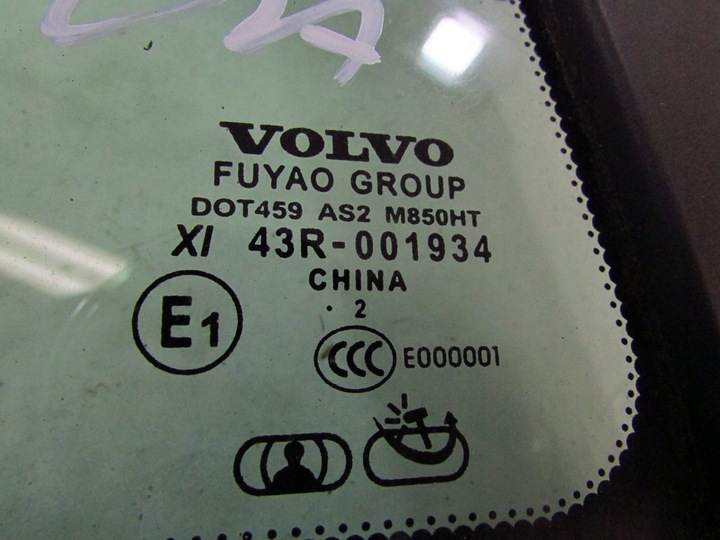 VOLVO
FUYAO GROUP
DOT459 AS2 M850HT
XI 43R-001934
CHINA
. 2
E1
CCC E000001